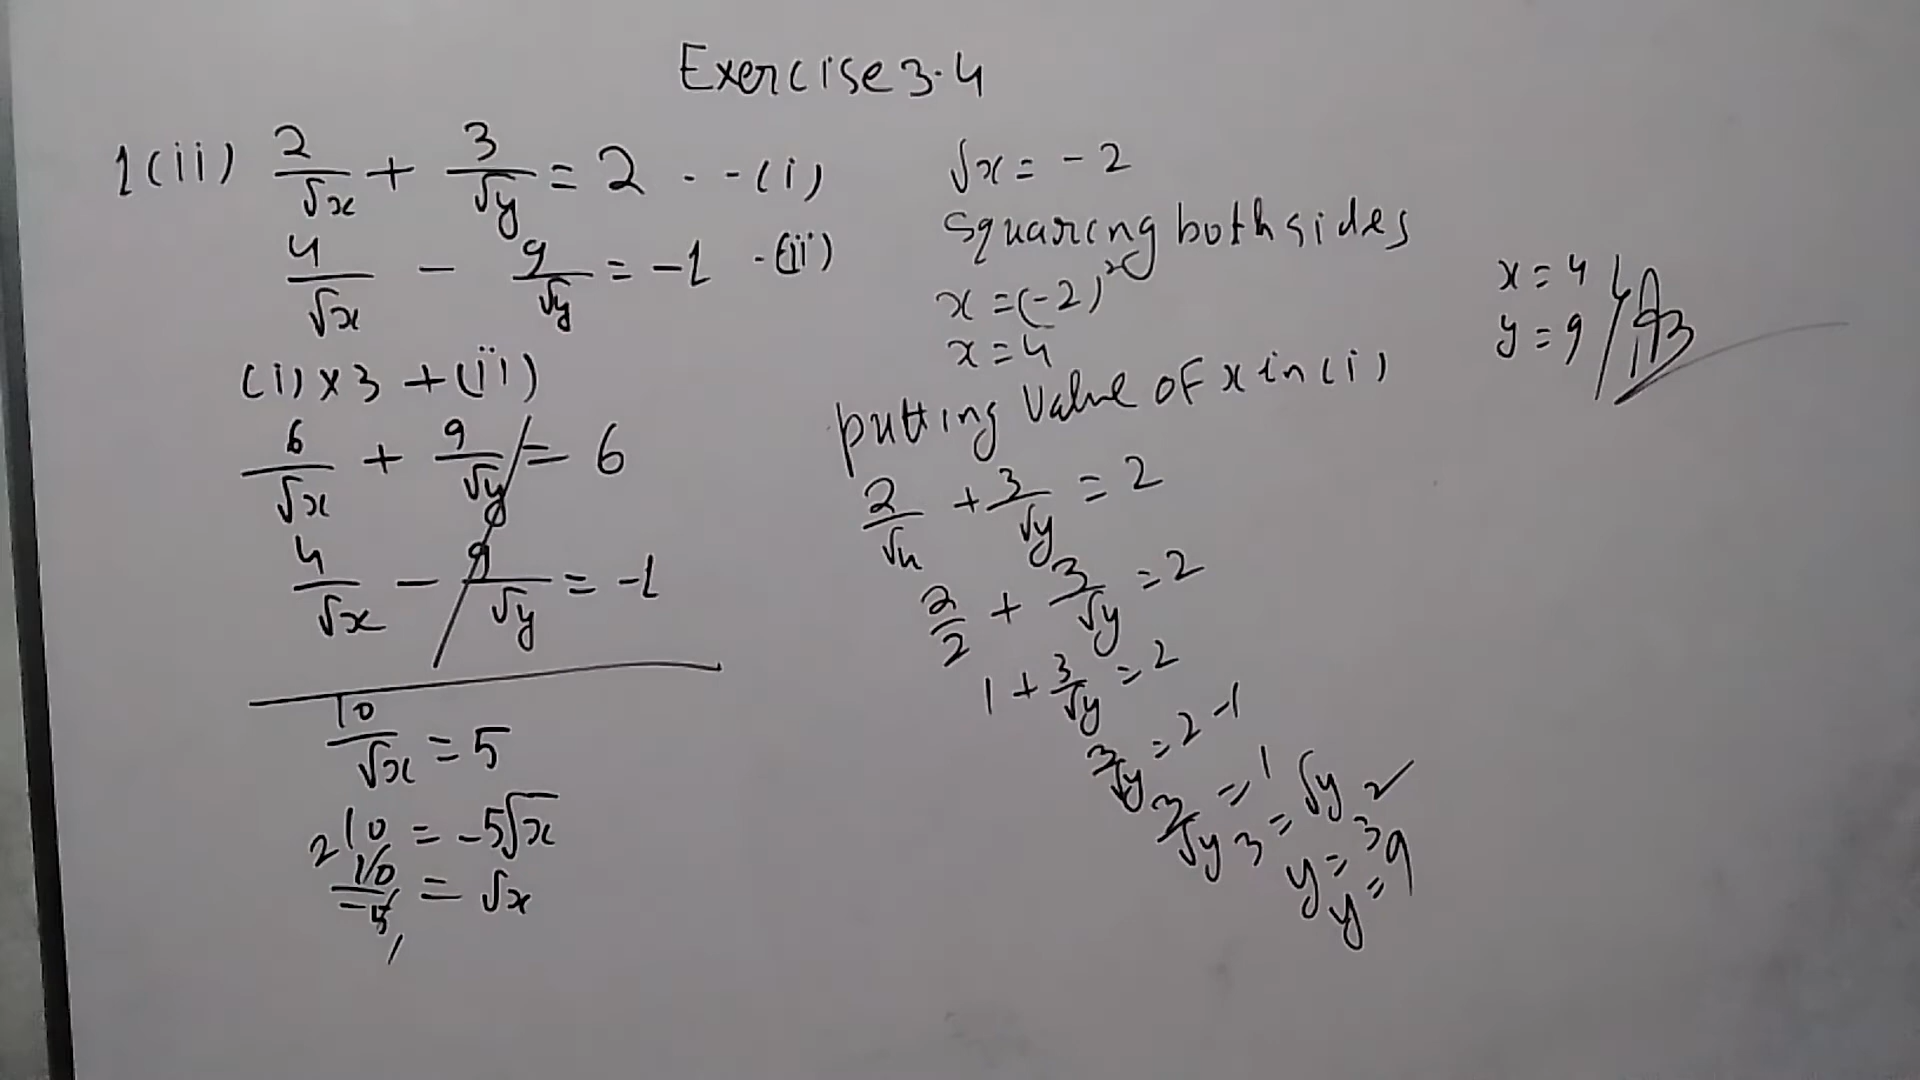 Exercise 3.4
1(ii) 2/√x + 3/√y = 2 - - (i)
4/√x - 9/√y = -1 - (ii)
(i) x 3 + (ii)
6/√x + 9/√y = 6
4/√x - 9/√y = -1
10/√x = 5
10 = -5√x
2 10/-5 = √x
√x = -2
squaring both sides
x = (-2)²
x = 4
putting value of x in (i)
2/√x + 3/√y = 2
2/2 + 3/√y = 2
1 + 3/√y = 2
3/√y = 2 - 1
3/√y = 1
3 = √y
y = 3²
y = 9
x = 4
y = 9